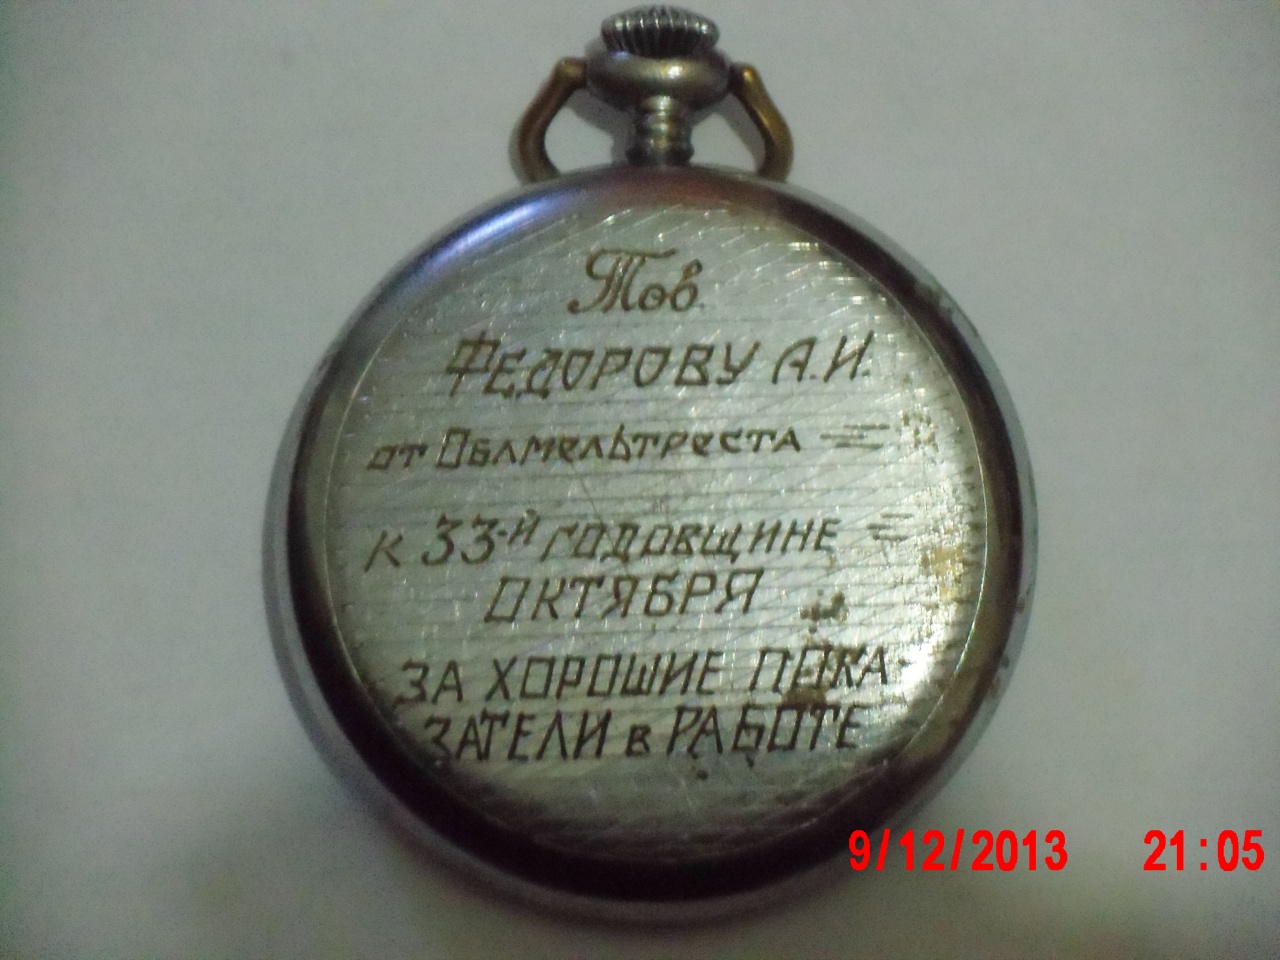 Тов.
ФЕДОРОВУ А.И.
от Облмельтреста
к 33-й годовщине
ОКТЯБРЯ
ЗА ХОРОШИЕ ПОКА-
ЗАТЕЛИ в РАБОТЕ
9/12/2013 21:05